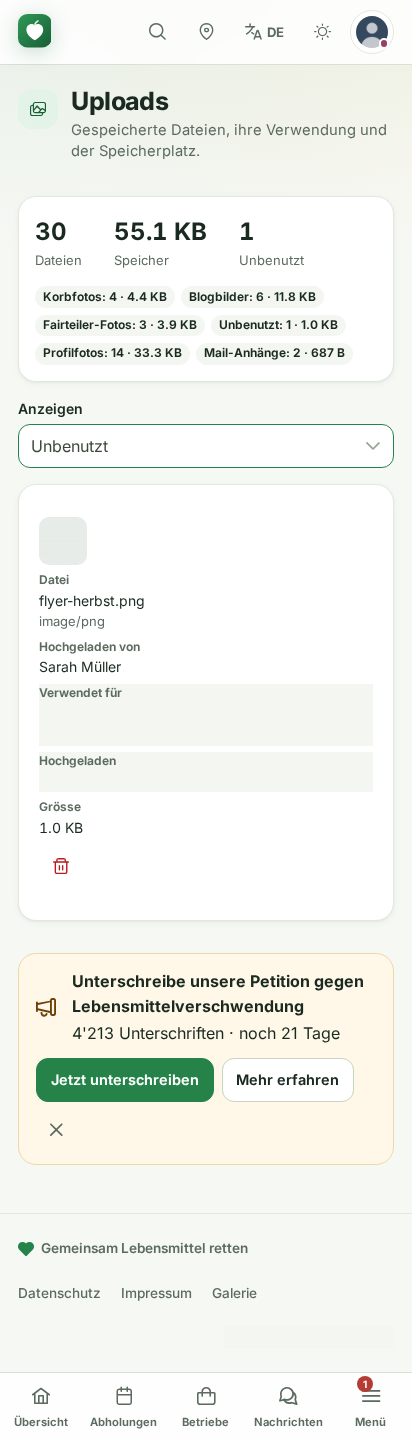 DE
Uploads
Gespeicherte Dateien, ihre Verwendung und
der Speicherplatz.
30
55.1 KB
1
Dateien
Speicher
Unbenutzt
Korbfotos: 4 · 4.4 KB
Blogbilder: 6 · 11.8 KB
Fairteiler-Fotos: 3 · 3.9 KB
Unbenutzt: 1 · 1.0 KB
Profilfotos: 14 · 33.3 KB
Mail-Anhänge: 2 · 687 B
Anzeigen
Unbenutzt
Datei
flyer-herbst.png
image/png
Hochgeladen von
Sarah Müller
Verwendet für
Hochgeladen
Grösse
1.0 KB
Unterschreibe unsere Petition gegen
Lebensmittelverschwendung
4'213 Unterschriften · noch 21 Tage
Jetzt unterschreiben
Mehr erfahren
Gemeinsam Lebensmittel retten
Datenschutz
Impressum
Galerie
1
Übersicht
Abholungen
Betriebe
Nachrichten
Menü